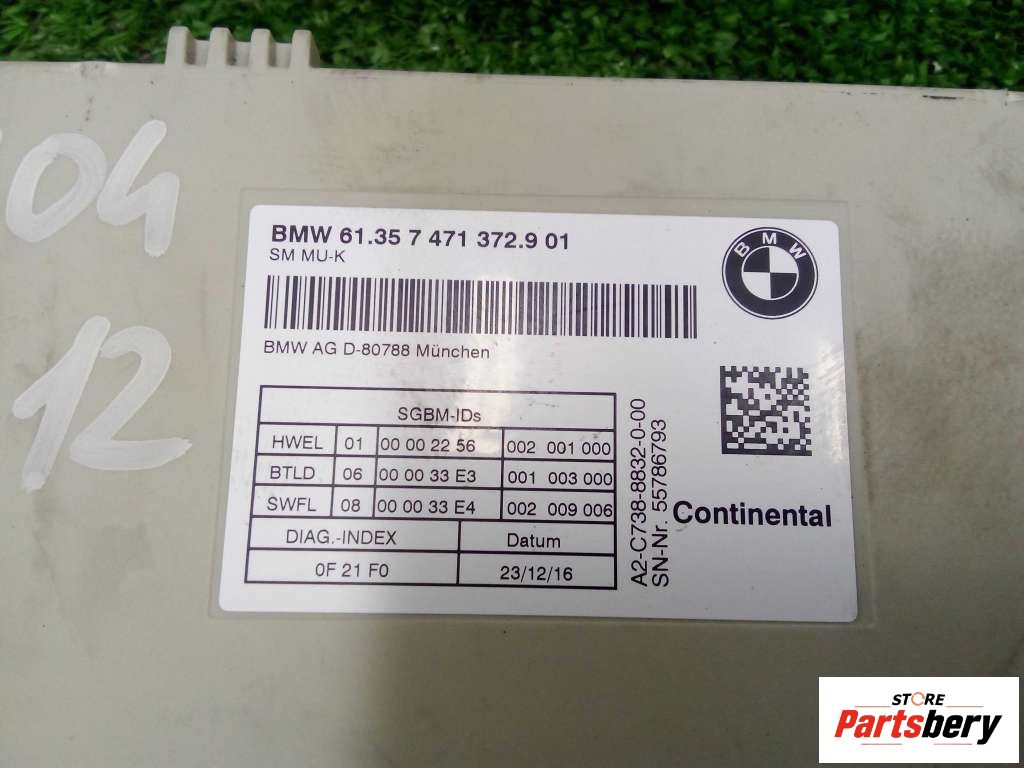 04
12
BMW 61.35 7 471 372.9 01
SM MU-K
BMW AG D-80788 München
BMW
SGBM-IDs
HWEL 01 00 00 22 56 002 001 000
BTLD 06 00 00 33 E3 001 003 000
SWFL 08 00 00 33 E4 002 009 006
DIAG.-INDEX Datum
0F 21 F0 23/12/16
A2-C738-8832-0-00
SN-Nr. 55786793
Continental
STORE
Partsbery